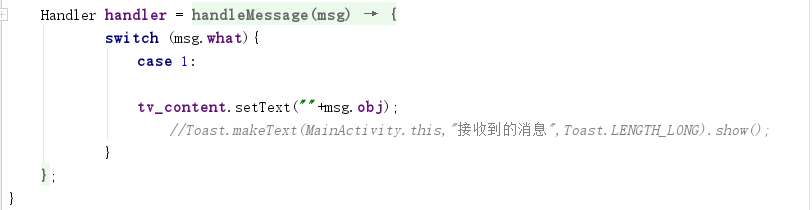 Handler handler = handleMessage(msg) → {
switch (msg.what){
case 1:
tv_content.setText(""+msg.obj);
//Toast.makeText(MainActivity.this,"接收到的消息",Toast.LENGTH_LONG).show();
}
};
}